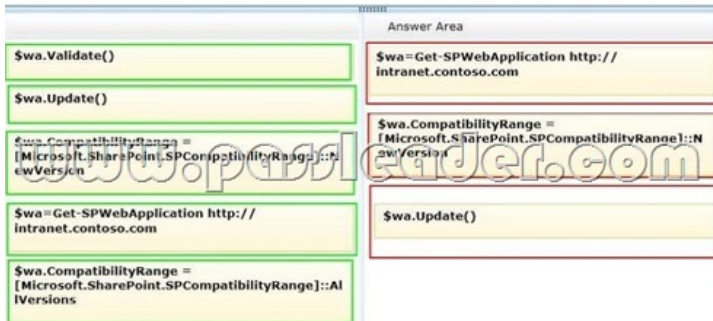 Answer Area
$wa.Validate()
$wa.Update()
$wa.CompatibilityRange =
[Microsoft.SharePoint.SPCompatibilityRange]::N
ewVersion
$wa=Get-SPWebApplication http://
intranet.contoso.com
$wa.CompatibilityRange =
[Microsoft.SharePoint.SPCompatibilityRange]::Al
lVersions
$wa=Get-SPWebApplication http://
intranet.contoso.com
$wa.CompatibilityRange =
[Microsoft.SharePoint.SPCompatibilityRange]::N
ewVersion
$wa.Update()
www.passleader.com